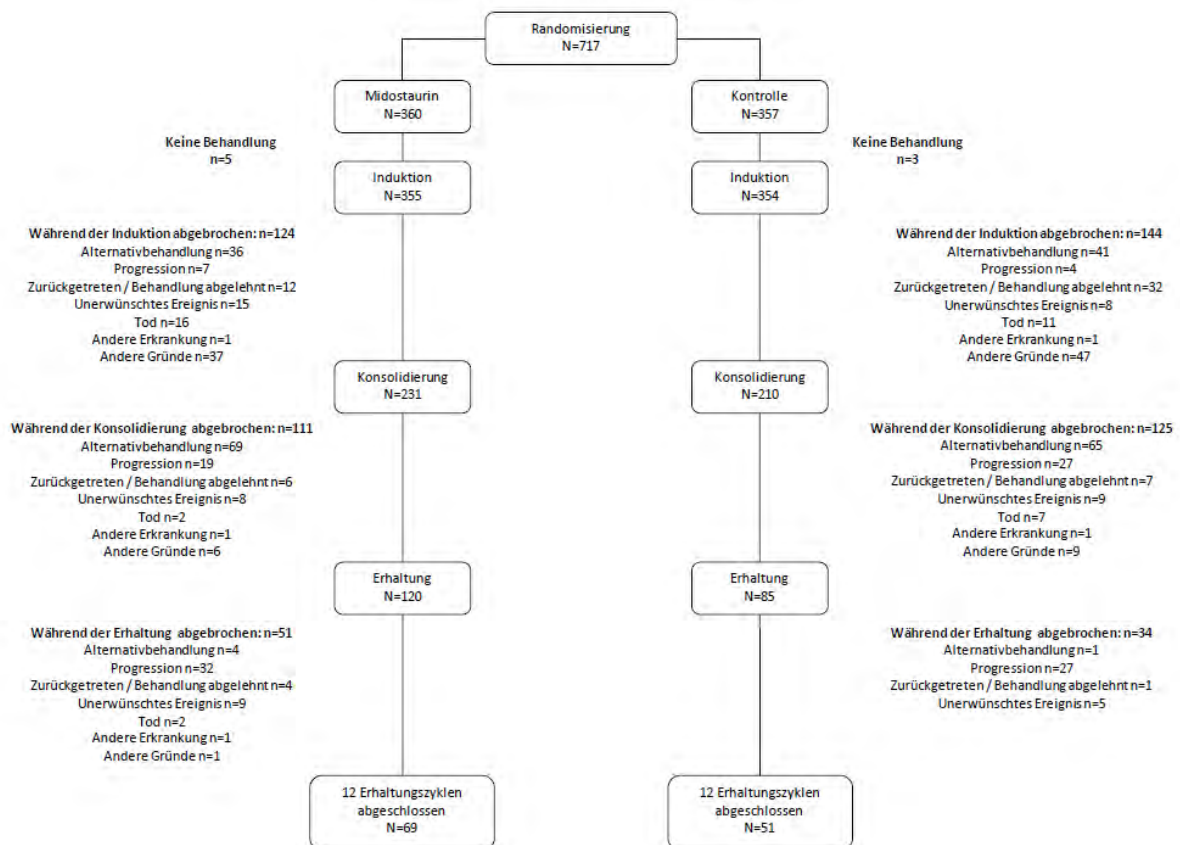 Randomisierung
N=717
Midostaurin
N=360
Kontrolle
N=357
Keine Behandlung
n=5
Keine Behandlung
n=3
Induktion
N=355
Induktion
N=354
Während der Induktion abgebrochen: n=124
Alternativbehandlung n=36
Progression n=7
Zurückgetreten / Behandlung abgelehnt n=12
Unerwünschtes Ereignis n=15
Tod n=16
Andere Erkrankung n=1
Andere Gründe n=37
Während der Induktion abgebrochen: n=144
Alternativbehandlung n=41
Progression n=4
Zurückgetreten / Behandlung abgelehnt n=32
Unerwünschtes Ereignis n=8
Tod n=11
Andere Erkrankung n=1
Andere Gründe n=47
Konsolidierung
N=231
Konsolidierung
N=210
Während der Konsolidierung abgebrochen: n=111
Alternativbehandlung n=69
Progression n=19
Zurückgetreten / Behandlung abgelehnt n=6
Unerwünschtes Ereignis n=8
Tod n=2
Andere Erkrankung n=1
Andere Gründe n=6
Während der Konsolidierung abgebrochen: n=125
Alternativbehandlung n=65
Progression n=27
Zurückgetreten / Behandlung abgelehnt n=7
Unerwünschtes Ereignis n=9
Tod n=7
Andere Erkrankung n=1
Andere Gründe n=9
Erhaltung
N=120
Erhaltung
N=85
Während der Erhaltung abgebrochen: n=51
Alternativbehandlung n=4
Progression n=32
Zurückgetreten / Behandlung abgelehnt n=4
Unerwünschtes Ereignis n=9
Tod n=2
Andere Erkrankung n=1
Andere Gründe n=1
Während der Erhaltung abgebrochen: n=34
Alternativbehandlung n=1
Progression n=27
Zurückgetreten / Behandlung abgelehnt n=1
Unerwünschtes Ereignis n=5
12 Erhaltungszyklen
abgeschlossen
N=69
12 Erhaltungszyklen
abgeschlossen
N=51